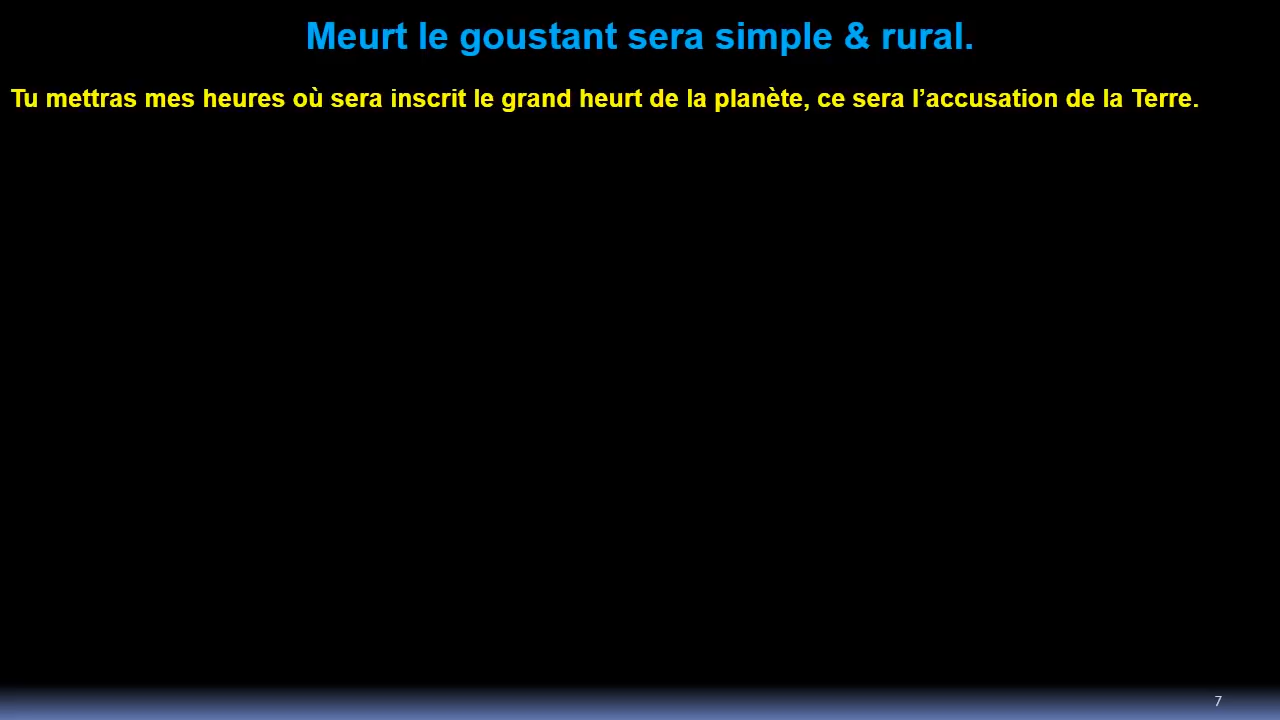 Meurt le goustant sera simple & rural.
Tu mettras mes heures où sera inscrit le grand heurt de la planète, ce sera l’accusation de la Terre.
7